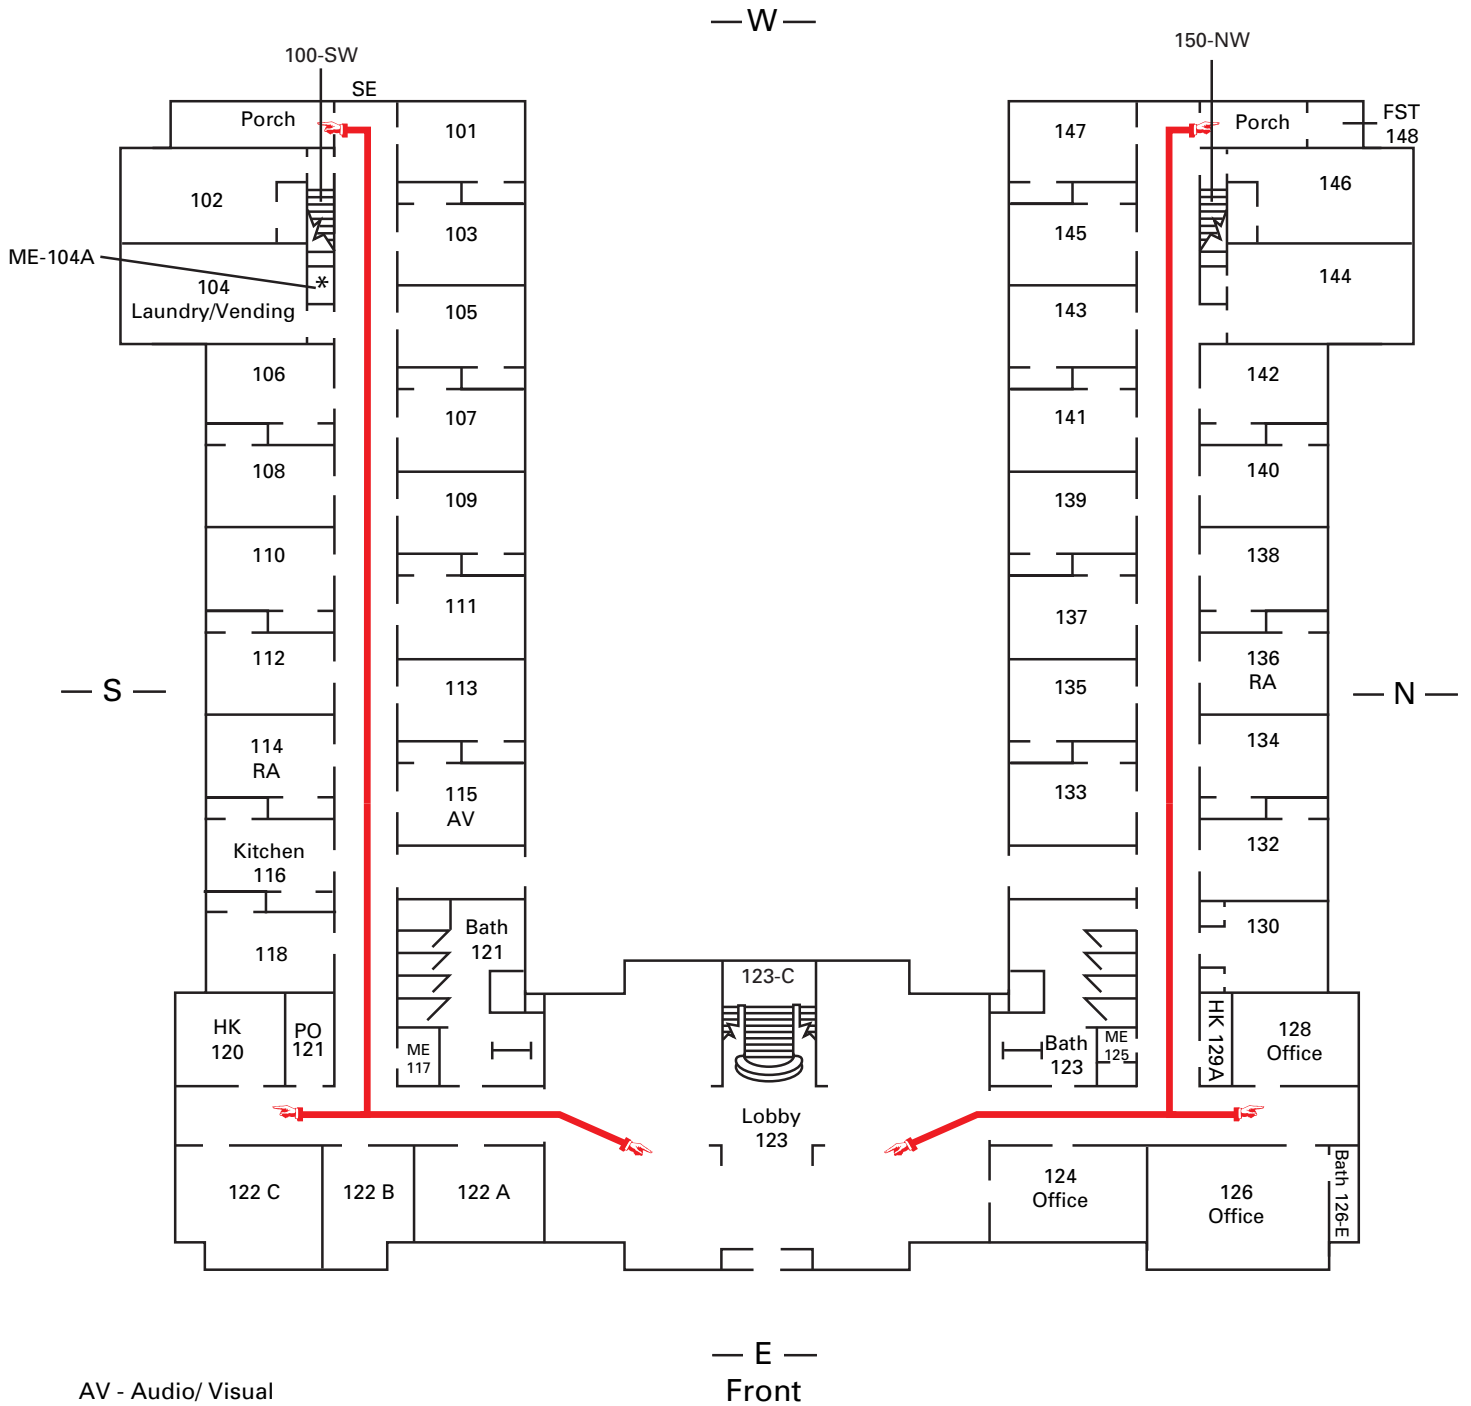 W
100-SW
150-NW
SE
Porch
101
147
Porch
FST
148
102
103
145
146
ME-104A
*
104
Laundry/Vending
105
143
144
106
107
141
142
108
109
139
140
110
111
137
138
112
113
135
136
RA
S
N
114
RA
115
AV
133
134
Kitchen
116
132
118
Bath
121
123-C
130
HK
120
PO
121
ME
117
Bath
123
ME
125
HK 129A
128
Office
Lobby
123
122 C
122 B
122 A
124
Office
126
Office
Bath 126-E
E
Front
AV - Audio/ Visual